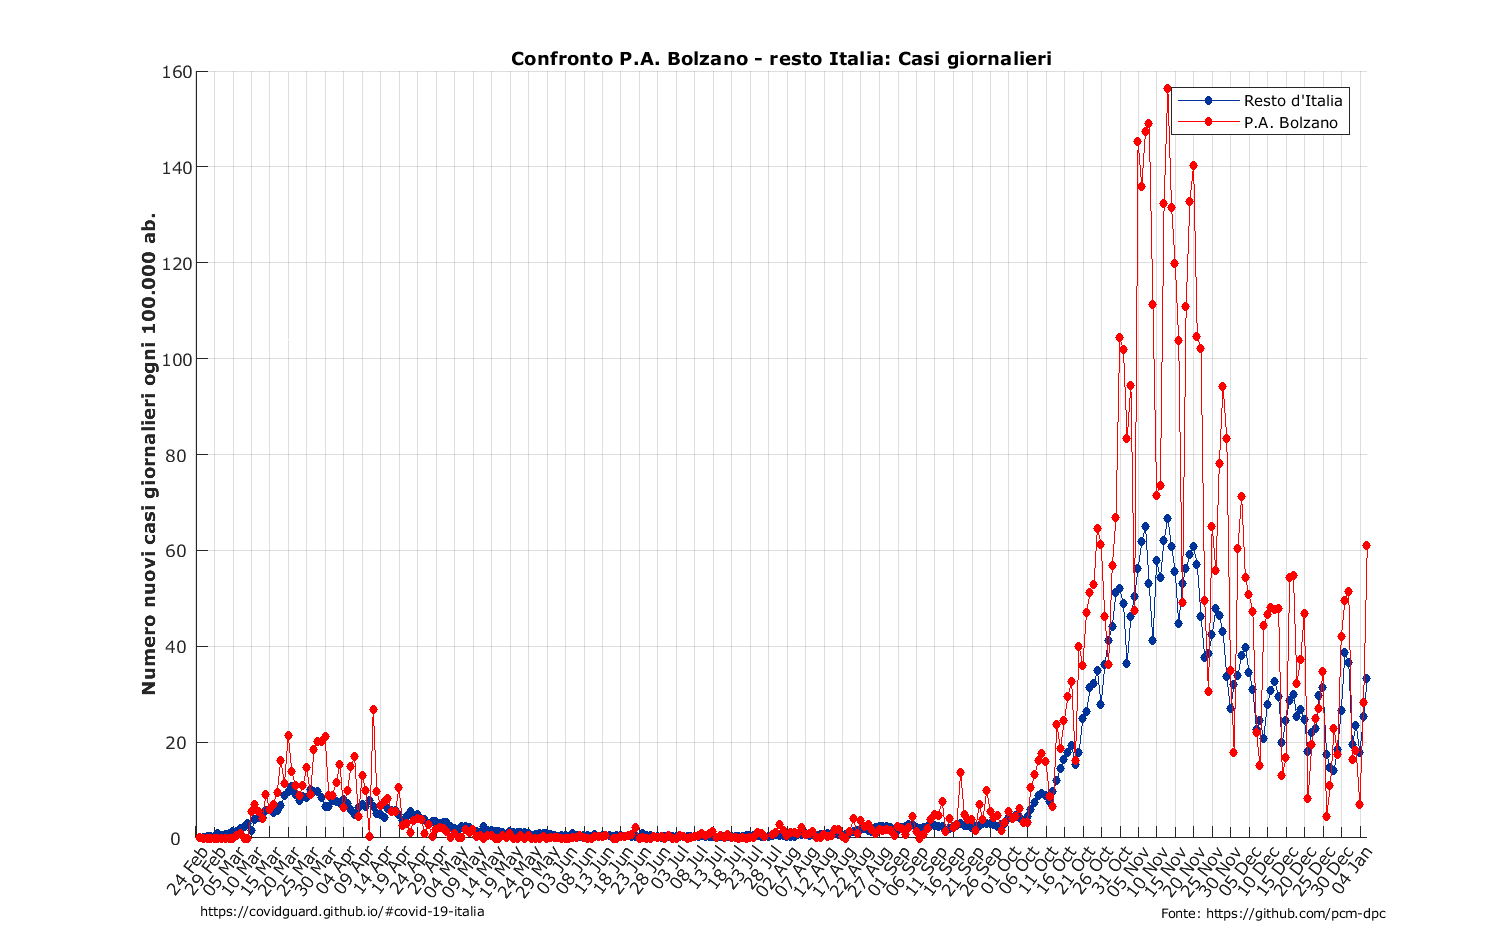 Confronto P.A. Bolzano - resto Italia: Casi giornalieri
Numero nuovi casi giornalieri ogni 100.000 ab.
160
140
120
100
80
60
40
20
0
Resto d'Italia
P.A. Bolzano
24 Feb
29 Feb
05 Mar
10 Mar
15 Mar
20 Mar
25 Mar
30 Mar
04 Apr
09 Apr
14 Apr
19 Apr
24 Apr
29 Apr
04 May
09 May
14 May
19 May
24 May
29 May
03 Jun
08 Jun
13 Jun
18 Jun
23 Jun
28 Jun
03 Jul
08 Jul
13 Jul
18 Jul
23 Jul
28 Jul
02 Aug
07 Aug
12 Aug
17 Aug
22 Aug
27 Aug
01 Sep
06 Sep
11 Sep
16 Sep
21 Sep
26 Sep
01 Oct
06 Oct
11 Oct
16 Oct
21 Oct
26 Oct
31 Oct
05 Nov
10 Nov
15 Nov
20 Nov
25 Nov
30 Nov
05 Dec
10 Dec
15 Dec
20 Dec
25 Dec
30 Dec
04 Jan
https://covidguard.github.io/#covid-19-italia
Fonte: https://github.com/pcm-dpc